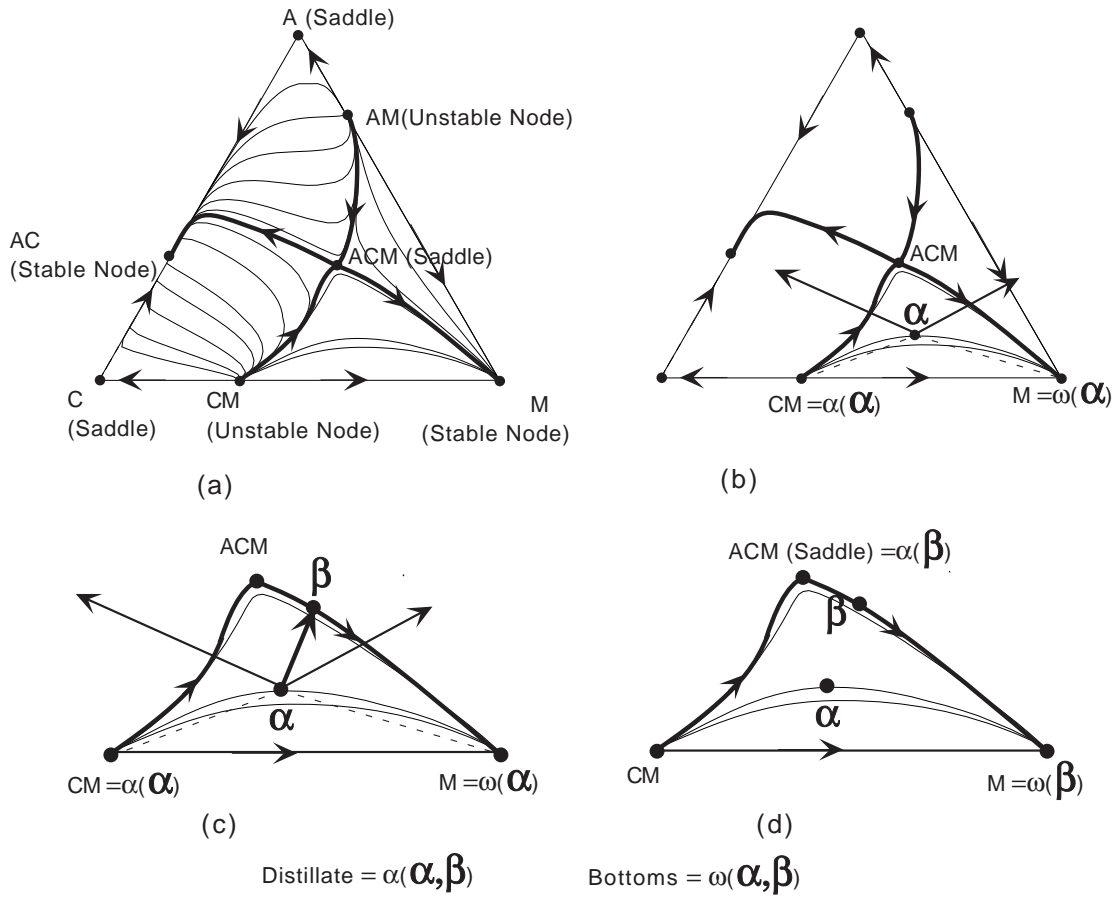 A (Saddle)
AM(Unstable Node)
AC
(Stable Node)
ACM (Saddle)
C
(Saddle)
CM
(Unstable Node)
M
(Stable Node)
(a)
ACM
α
CM =α(α)
M =ω(α)
(b)
ACM
β
α
CM =α(α)
M =ω(α)
(c)
ACM (Saddle) =α(β)
β
α
CM
M =ω(β)
(d)
Distillate = α(α,β)
Bottoms = ω(α,β)